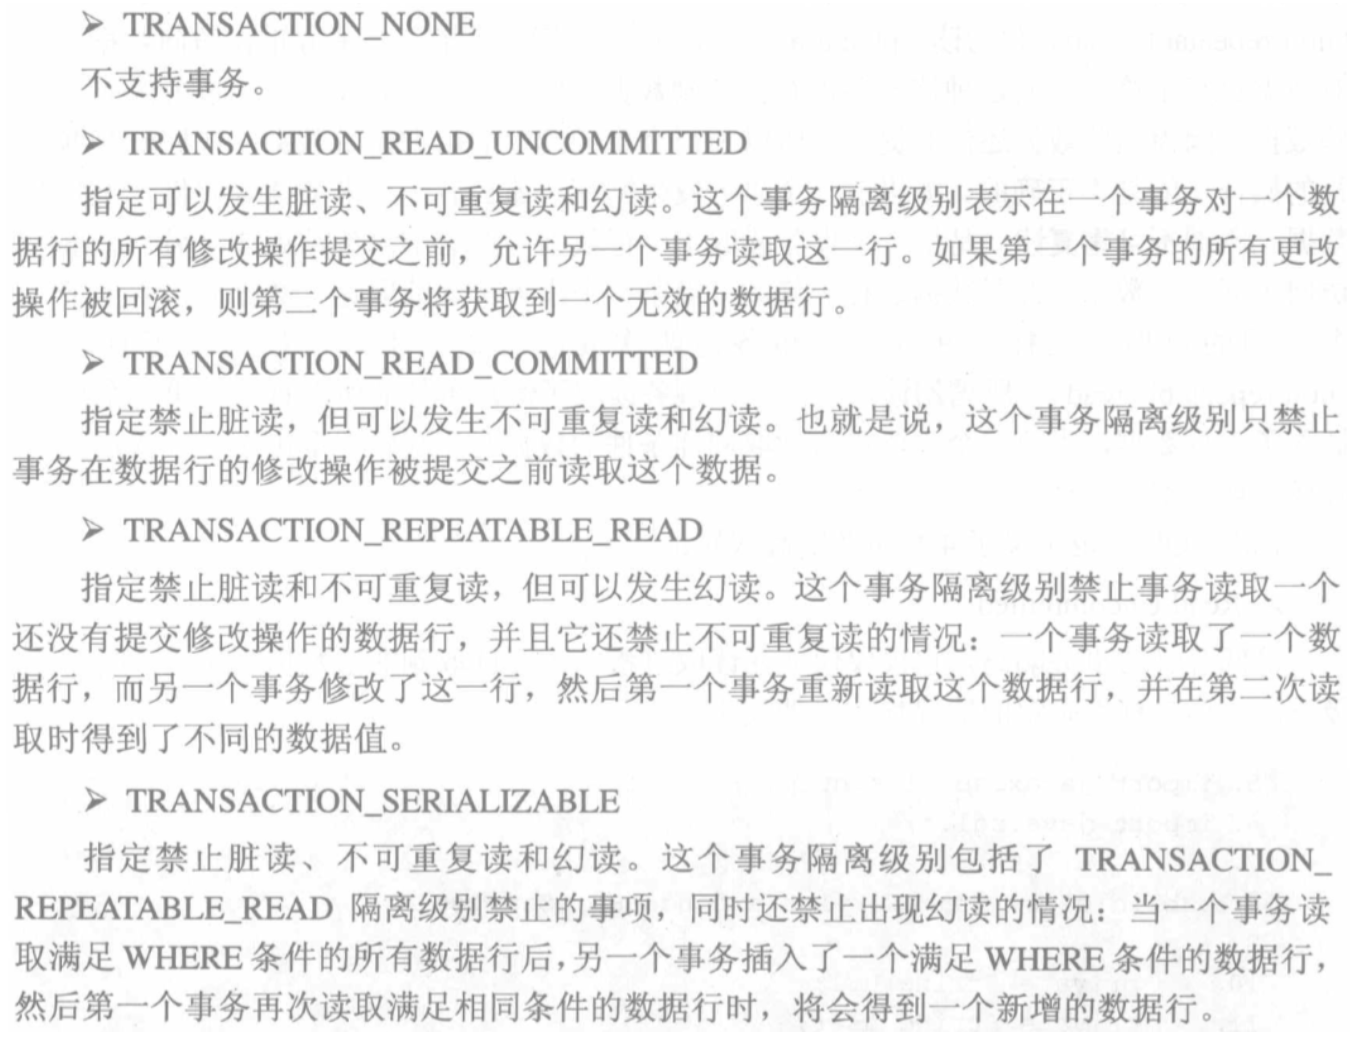 ➢ TRANSACTION_NONE
不支持事务。
➢ TRANSACTION_READ_UNCOMMITTED
指定可以发生脏读、不可重复读和幻读。这个事务隔离级别表示在一个事务对一个数
据行的所有修改操作提交之前，允许另一个事务读取这一行。如果第一个事务的所有更改
操作被回滚，则第二个事务将获取到一个无效的数据行。
➢ TRANSACTION_READ_COMMITTED
指定禁止脏读，但可以发生不可重复读和幻读。也就是说，这个事务隔离级别只禁止
事务在数据行的修改操作被提交之前读取这个数据。
➢ TRANSACTION_REPEATABLE_READ
指定禁止脏读和不可重复读，但可以发生幻读。这个事务隔离级别禁止事务读取一个
还没有提交修改操作的数据行，并且它还禁止不可重复读的情况：一个事务读取了一个数
据行，而另一个事务修改了这一行，然后第一个事务重新读取这个数据行，并在第二次读
取时得到了不同的数据值。
➢ TRANSACTION_SERIALIZABLE
指定禁止脏读、不可重复读和幻读。这个事务隔离级别包括了 TRANSACTION_
REPEATABLE_READ 隔离级别禁止的事项，同时还禁止出现幻读的情况：当一个事务读
取满足 WHERE 条件的所有数据行后，另一个事务插入了一个满足 WHERE 条件的数据行，
然后第一个事务再次读取满足相同条件的数据行时，将会得到一个新增的数据行。